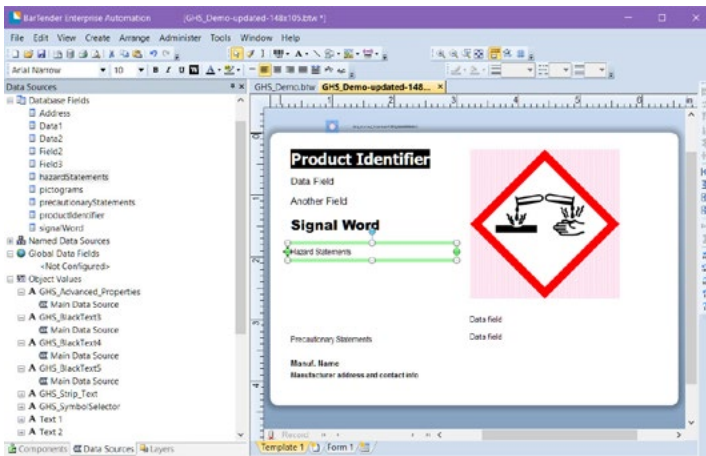 BarTender Enterprise Automation [GHS_Demo-updated-148x105.btw *]
File Edit View Create Arrange Administer Tools Window Help
Arial Narrow 10 B I U
Data Sources
GHS_Demo.btw GHS_Demo-updated-148...
Database Fields
Address
Data1
Data2
Field2
Field3
hazardStatements
pictograms
precautionaryStatements
productIdentifier
signalWord
Named Data Sources
Global Data Fields
<Not Configured>
Object Values
A GHS_Advanced_Properties
Main Data Source
A GHS_BlackText3
Main Data Source
A GHS_BlackText4
Main Data Source
A GHS_BlackText5
Main Data Source
A GHS_Strip_Text
A GHS_SymbolSelector
A Text 1
A Text 2
Components Data Sources Layers
Product Identifier
Data Field
Another Field
Signal Word
Hazard Statements
Data field
Precautionary Statements
Data field
Manuf. Name
Manufacturer address and contact info
Record
Template 1 Form 1